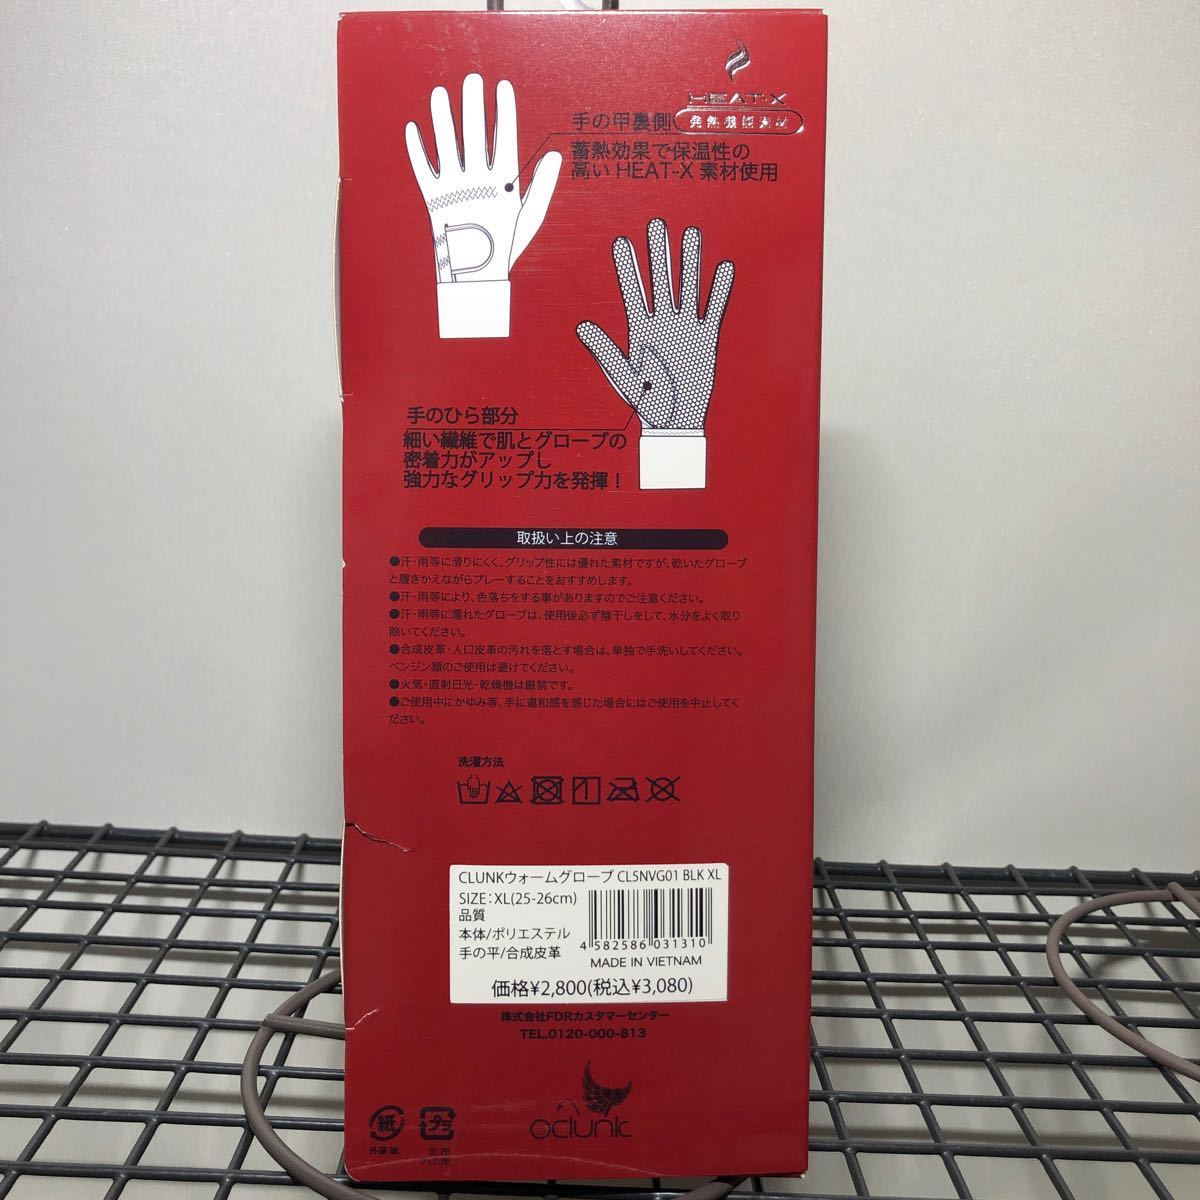 HEAT-X
発熱機能素材
手の甲裏側
蓄熱効果で保温性の
高い HEAT-X 素材使用
手のひら部分
細い繊維で肌とグローブの
密着力がアップし
強力なグリップ力を発揮！
取扱い上の注意
●汗・雨等に滑りにくく、グリップ性には優れた素材ですが、乾いたグローブ
と履きかえながらプレーすることをおすすめします。
●汗・雨等により、色落ちをする事がありますのでご注意ください。
●汗・雨等に濡れたグローブは、使用後必ず陰干しをして、水分をよく取り
除いてください。
●合成皮革・人口皮革の汚れを落とす場合は、単独で手洗いしてください。
ベンジン類のご使用は避けてください。
●火気・直射日光・乾燥機は厳禁です。
●ご使用中にかゆみ等、手に違和感を感じた場合にはご使用を中止してく
ださい。
洗濯方法
CLUNKウォームグローブ CL5NVG01 BLK XL
SIZE：XL(25-26cm)
品質
本体/ポリエステル
手の平/合成皮革
4 582586 031310
MADE IN VIETNAM
価格¥2,800(税込¥3,080)
株式会社FDRカスタマーセンター
TEL.0120-000-813
clunk
紙
外装:紙
プラ